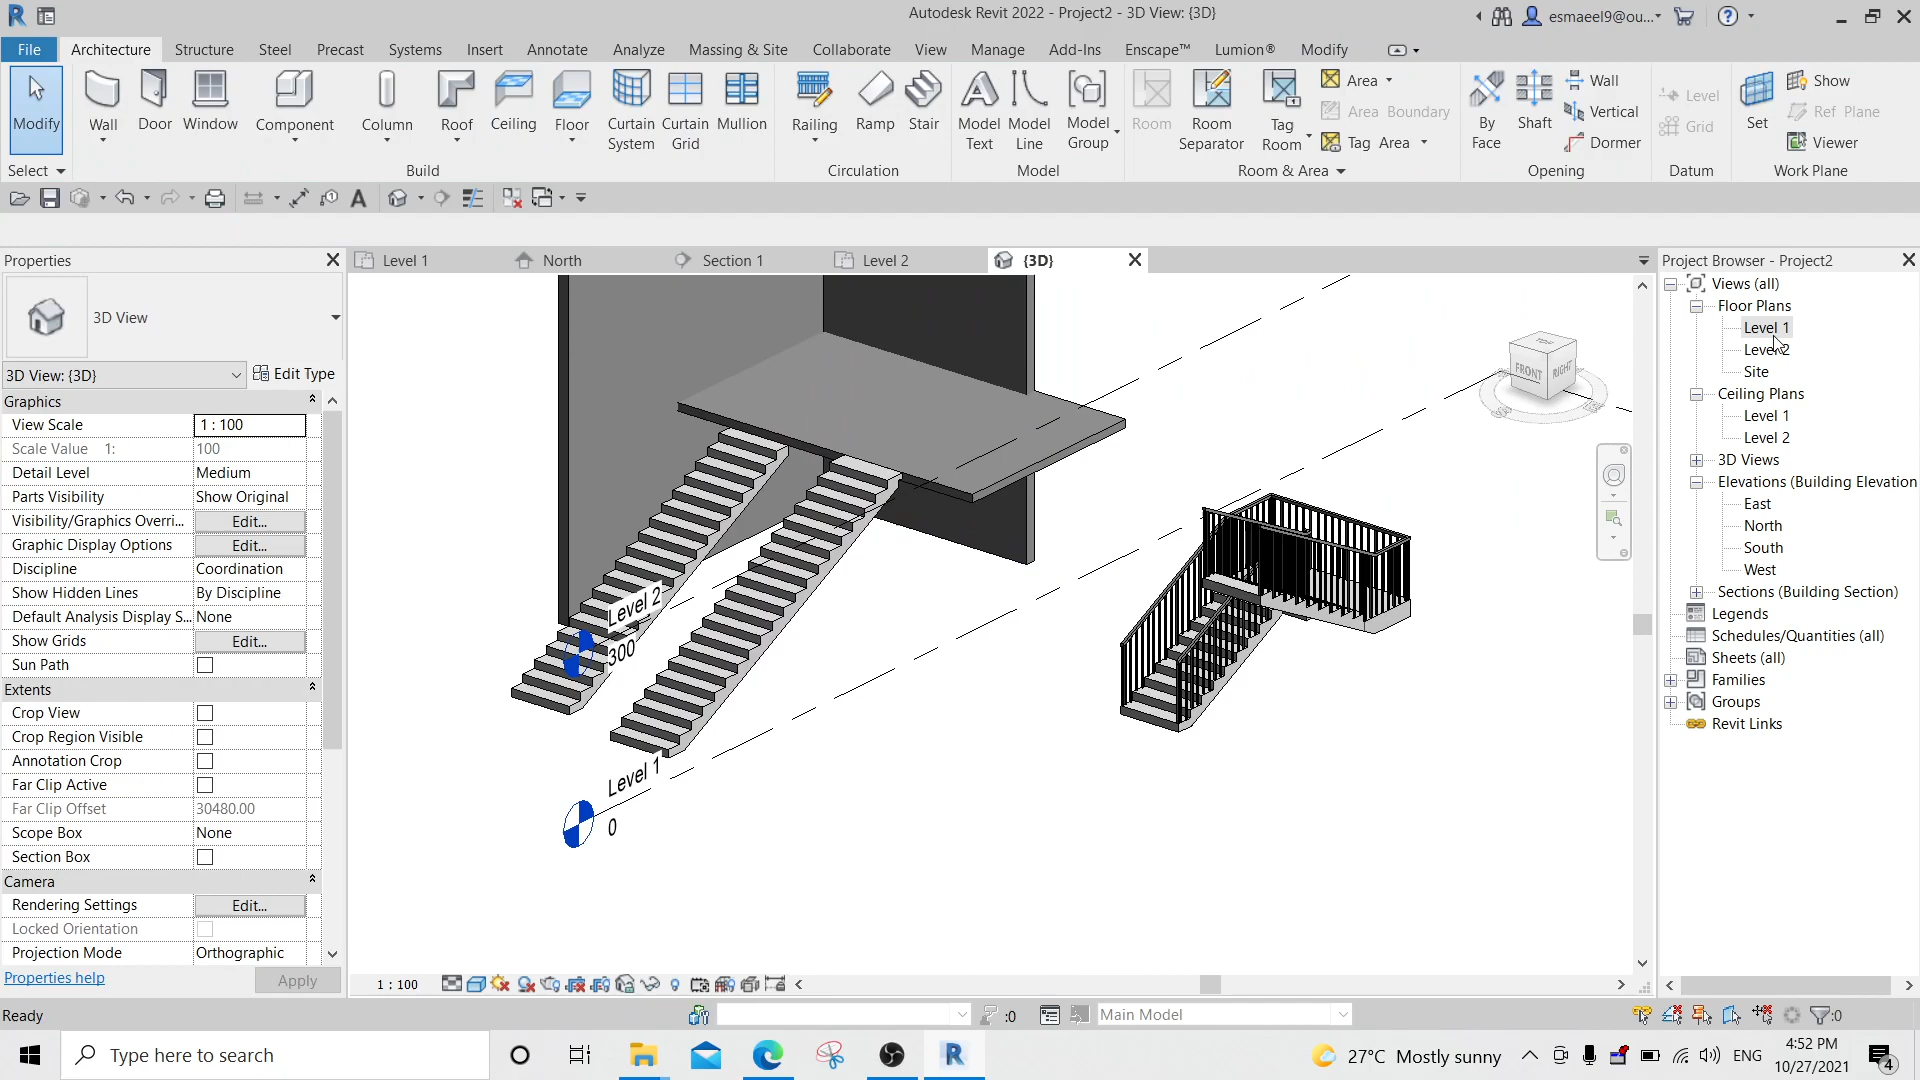 Autodesk Revit 2022 - Project2 - 3D View: {3D}
esmaeel9@ou...
File Architecture Structure Steel Precast Systems Insert Annotate Analyze Massing & Site Collaborate View Manage Add-Ins Enscape™ Lumion® Modify
Modify Wall Door Window Component Column Roof Ceiling Floor Curtain System Curtain Grid Mullion Railing Ramp Stair Model Text Model Line Model Group Room Room Separator Tag Room By Face Shaft Set
Area Wall Show
Area Boundary Vertical Level Ref Plane
Tag Area Dormer Grid Viewer
Select Build Circulation Model Room & Area Opening Datum Work Plane
Properties
Level 1 North Section 1 Level 2 {3D}
Project Browser - Project2
3D View
3D View: {3D} Edit Type
Graphics
View Scale 1 : 100
Scale Value 1: 100
Detail Level Medium
Parts Visibility Show Original
Visibility/Graphics Overri... Edit...
Graphic Display Options Edit...
Discipline Coordination
Show Hidden Lines By Discipline
Default Analysis Display S... None
Show Grids Edit...
Sun Path
Extents
Crop View
Crop Region Visible
Annotation Crop
Far Clip Active
Far Clip Offset 30480.00
Scope Box None
Section Box
Camera
Rendering Settings Edit...
Locked Orientation
Projection Mode Orthographic
Properties help Apply
Level 2
300
Level 1
0
TOP
FRONT RIGHT
Views (all)
Floor Plans
Level 1
Level 2
Site
Ceiling Plans
Level 1
Level 2
3D Views
Elevations (Building Elevation
East
North
South
West
Sections (Building Section)
Legends
Schedules/Quantities (all)
Sheets (all)
Families
Groups
Revit Links
1 : 100
Ready :0 Main Model :0
Type here to search
27°C Mostly sunny ENG
4:52 PM
10/27/2021
4